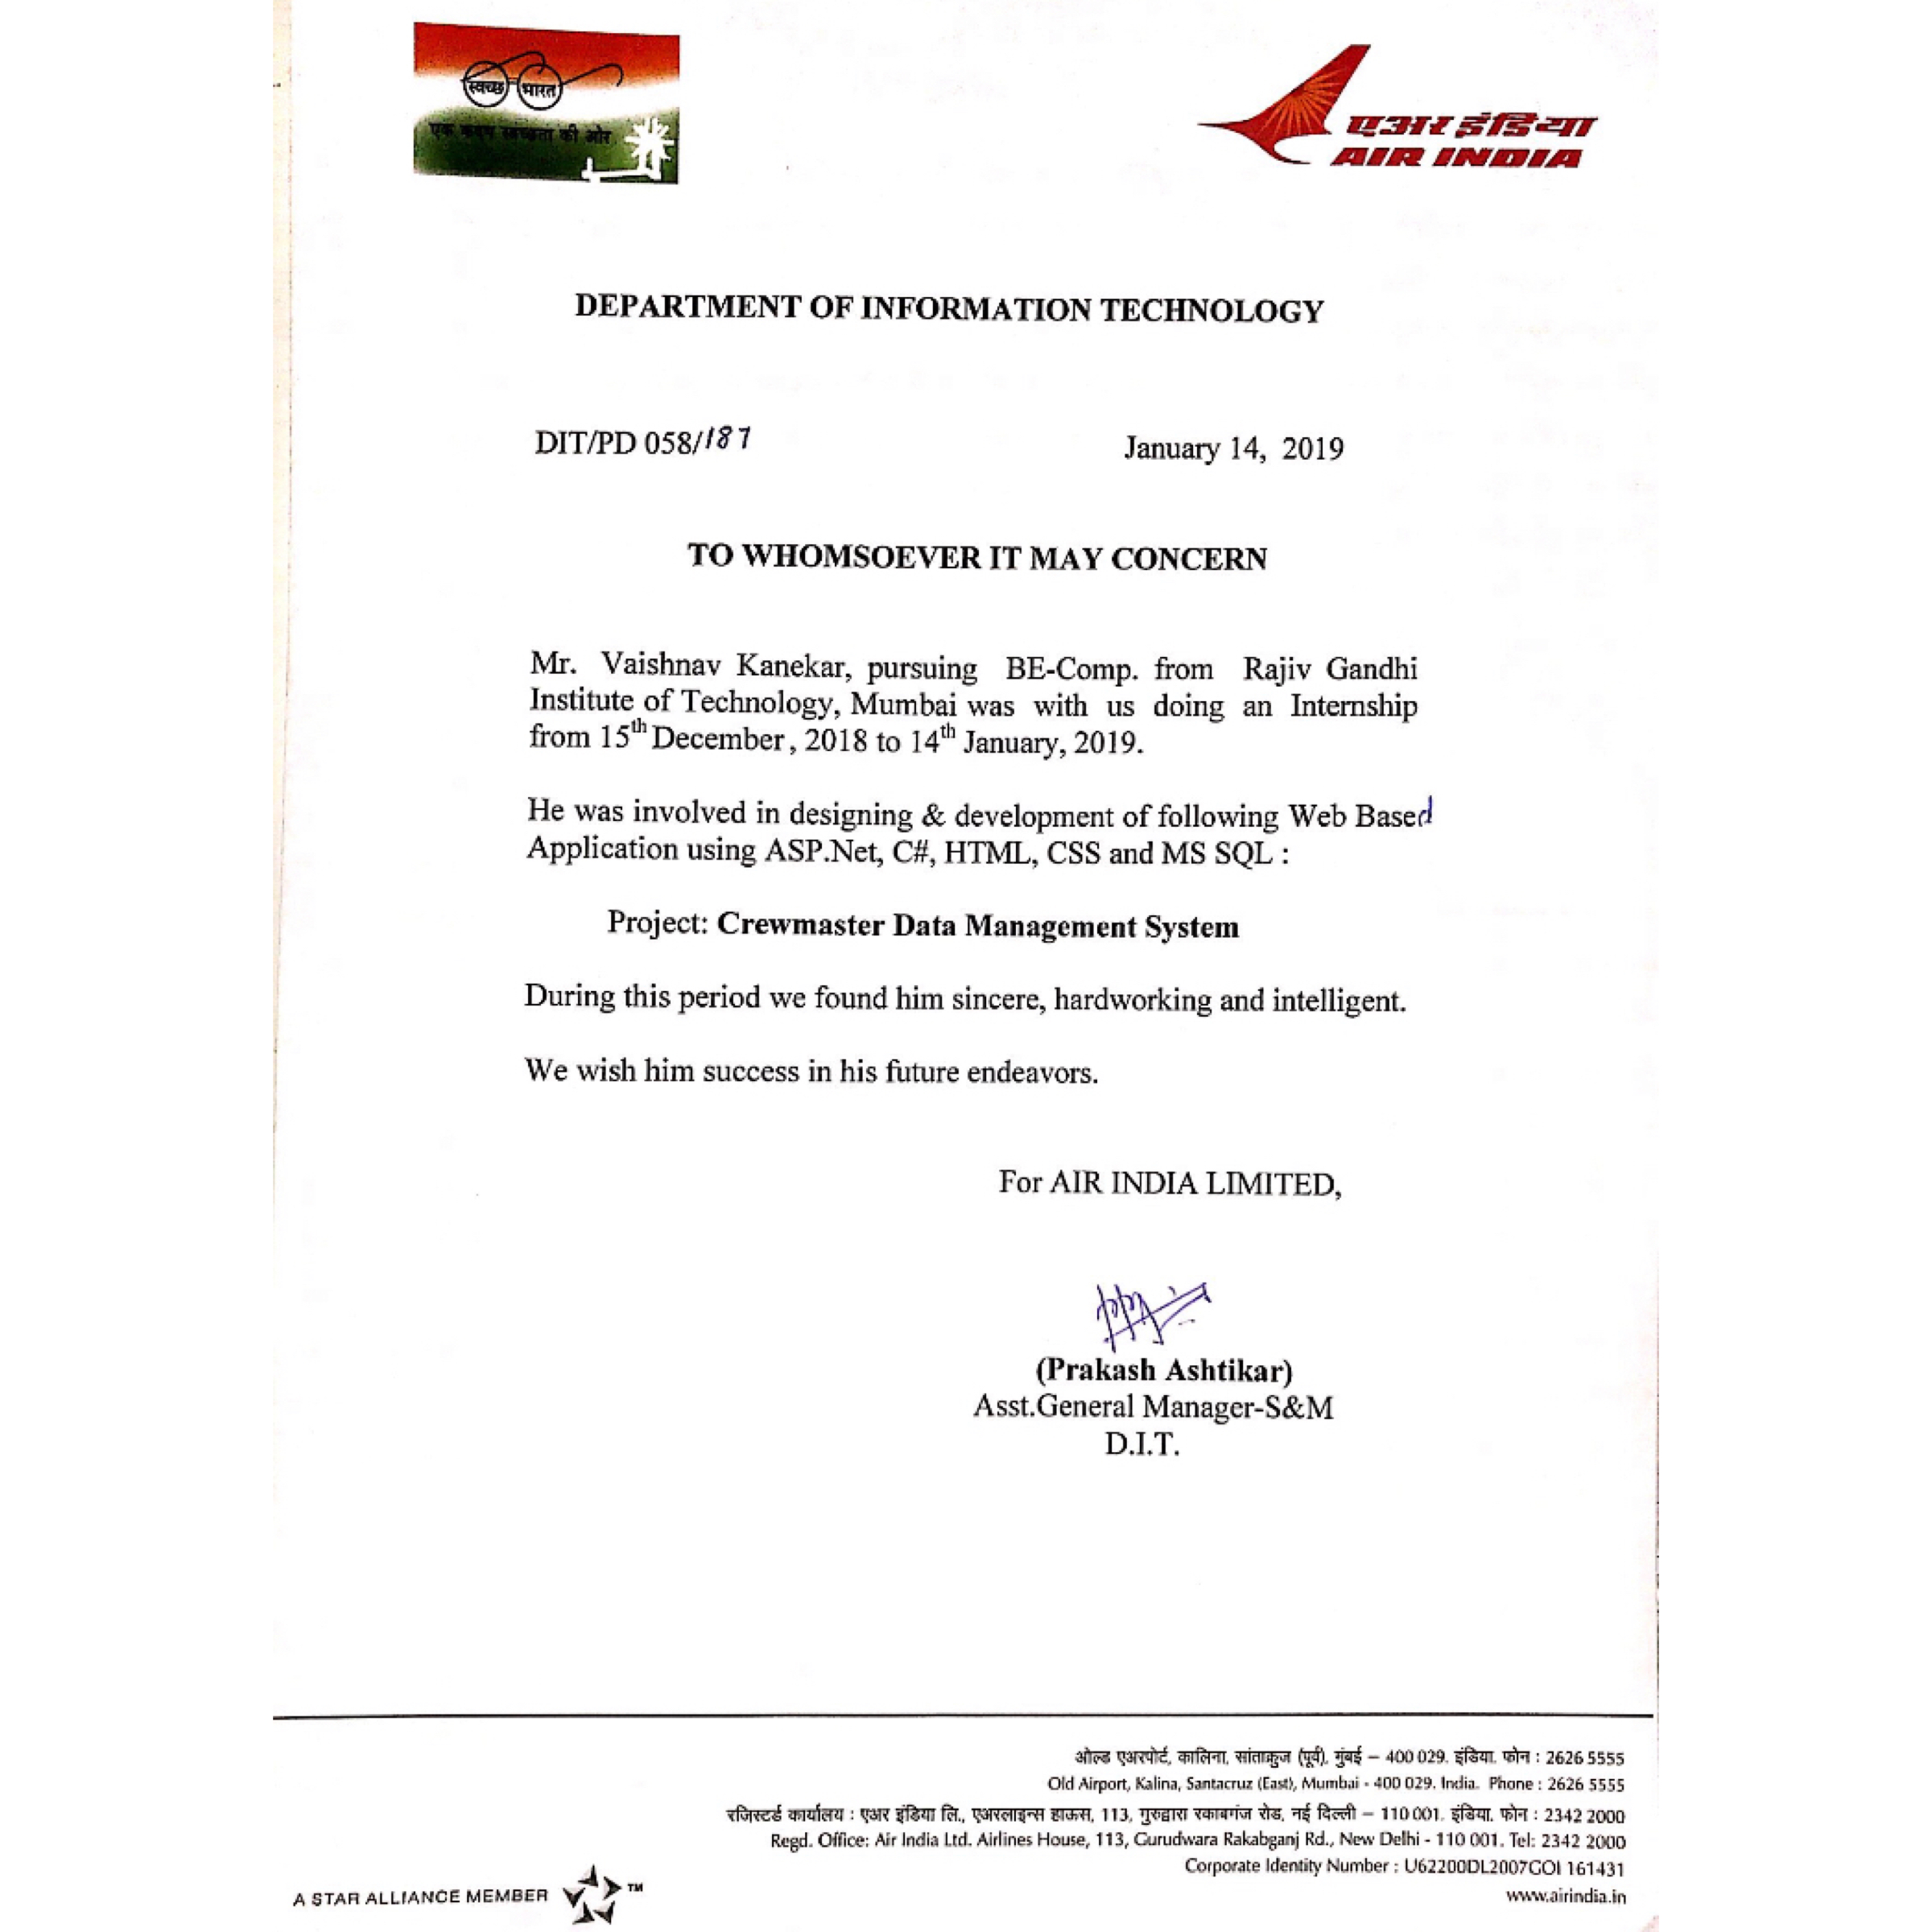 स्वच्छ भारत
एक कदम स्वच्छता की ओर
एअर इंडिया
AIR INDIA
DEPARTMENT OF INFORMATION TECHNOLOGY
DIT/PD 058/187
January 14, 2019
TO WHOMSOEVER IT MAY CONCERN
Mr. Vaishnav Kanekar, pursuing BE-Comp. from Rajiv Gandhi
Institute of Technology, Mumbai was with us doing an Internship
from 15th December, 2018 to 14th January, 2019.
He was involved in designing & development of following Web Based
Application using ASP.Net, C#, HTML, CSS and MS SQL :
Project: Crewmaster Data Management System
During this period we found him sincere, hardworking and intelligent.
We wish him success in his future endeavors.
For AIR INDIA LIMITED,
(Prakash Ashtikar)
Asst.General Manager-S&M
D.I.T.
ओल्ड एअरपोर्ट, कालिना, सांताक्रुज (पूर्व), मुंबई – 400 029. इंडिया. फोन : 2626 5555
Old Airport, Kalina, Santacruz (East), Mumbai - 400 029. India. Phone : 2626 5555
रजिस्टर्ड कार्यालय : एअर इंडिया लि., एअरलाइन्स हाऊस, 113, गुरुद्वारा रकाबगंज रोड, नई दिल्ली – 110 001. इंडिया. फोन : 2342 2000
Regd. Office: Air India Ltd. Airlines House, 113, Gurudwara Rakabganj Rd., New Delhi - 110 001. Tel: 2342 2000
Corporate Identity Number : U62200DL2007GOI 161431
www.airindia.in
A STAR ALLIANCE MEMBER TM